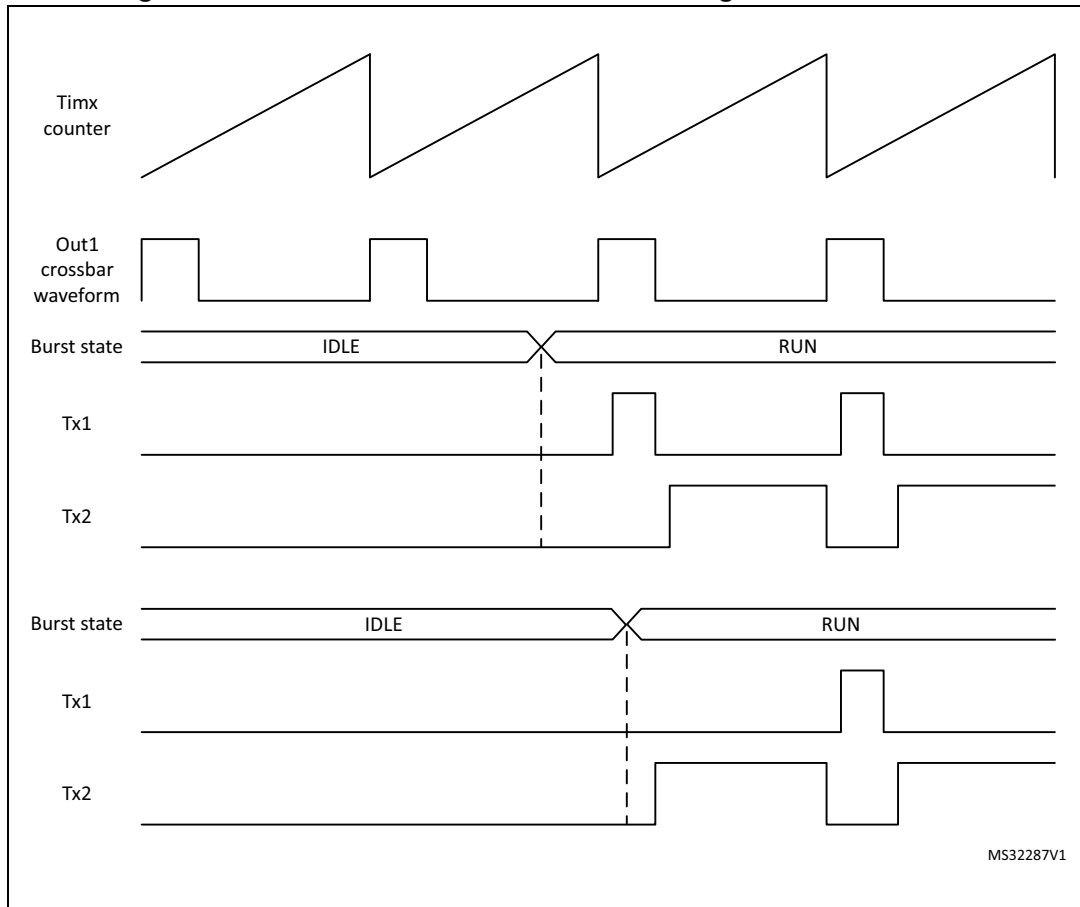 Timx
counter
Out1
crossbar
waveform
Burst state
IDLE
RUN
Tx1
Tx2
Burst state
IDLE
RUN
Tx1
Tx2
MS32287V1